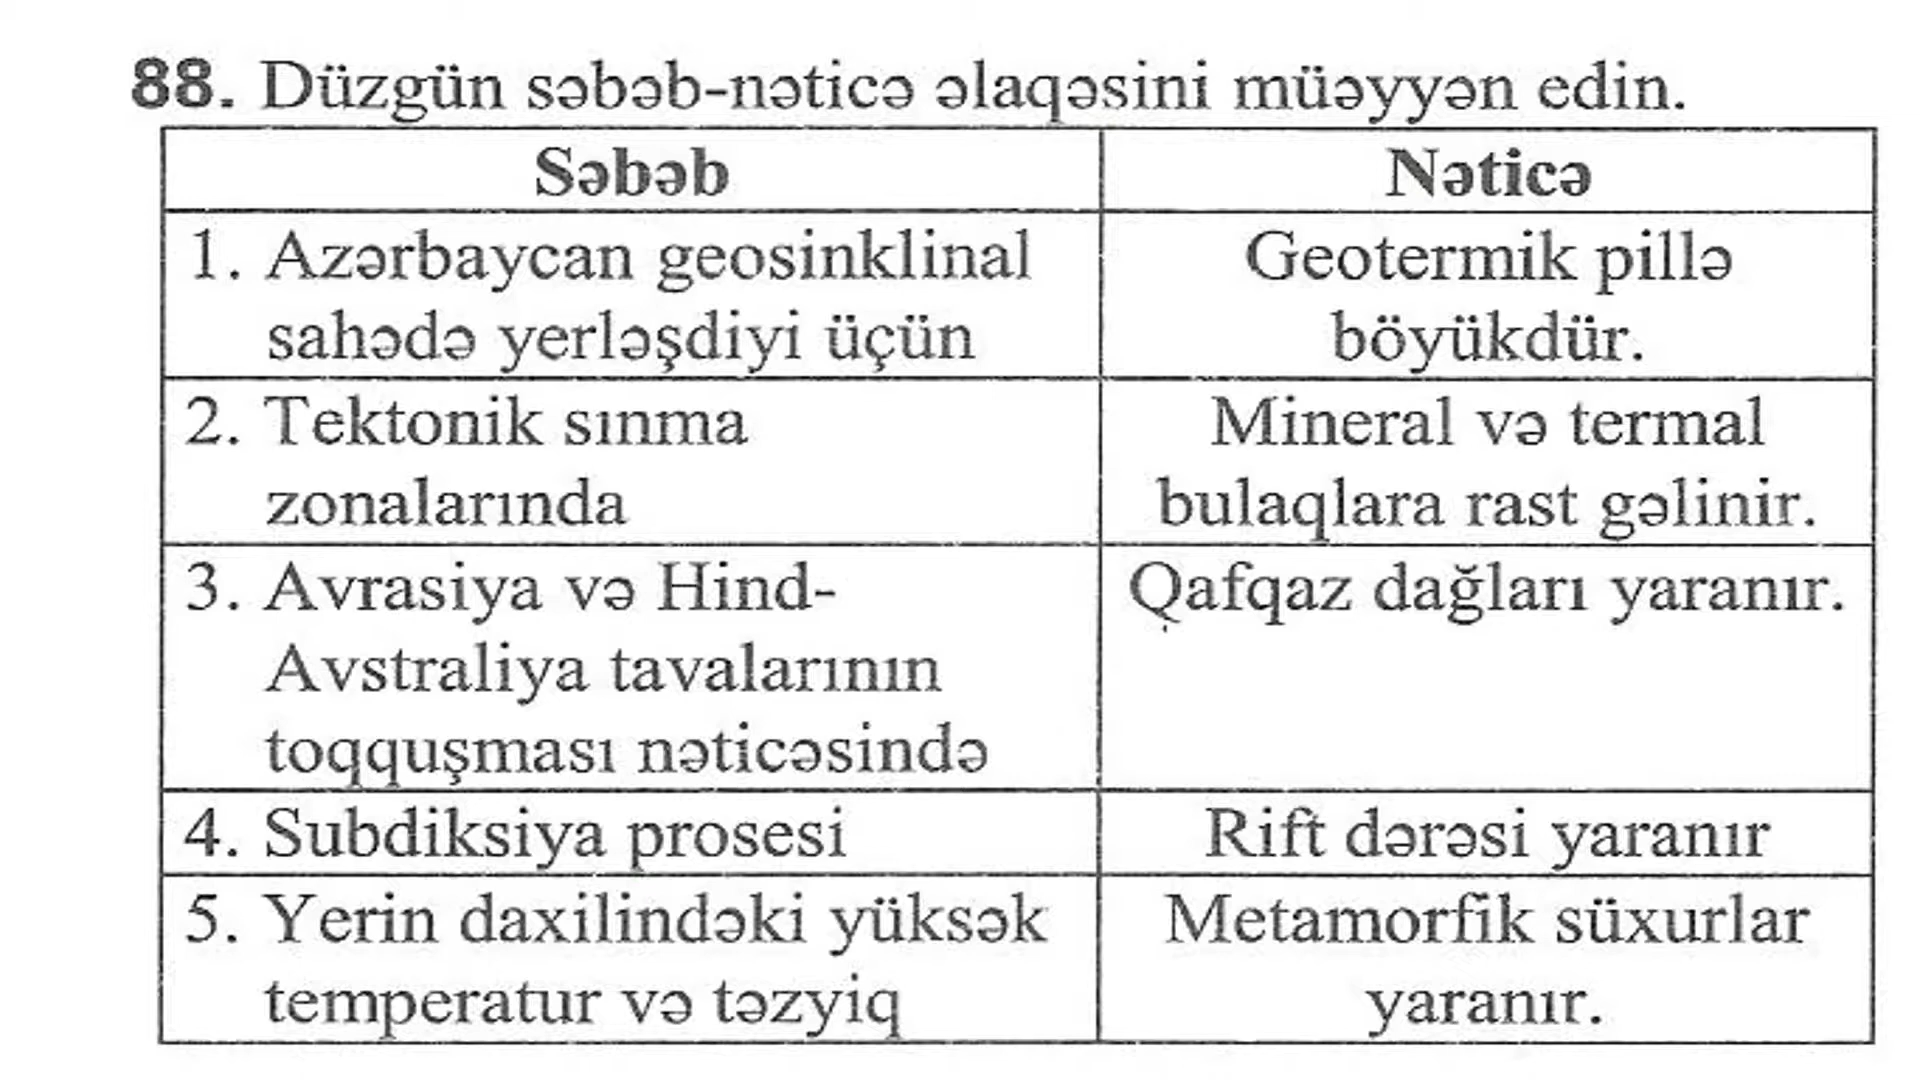 88. Düzgün səbəb-nəticə əlaqəsini müəyyən edin.
Səbəb
Nəticə
1. Azərbaycan geosinklinal
sahədə yerləşdiyi üçün
Geotermik pillə
böyükdür.
2. Tektonik sınma
zonalarında
Mineral və termal
bulaqlara rast gəlinir.
3. Avrasiya və Hind-
Avstraliya tavalarının
toqquşması nəticəsində
Qafqaz dağları yaranır.
4. Subdiksiya prosesi
Rift dərəsi yaranır
5. Yerin daxilindəki yüksək
temperatur və təzyiq
Metamorfik süxurlar
yaranır.